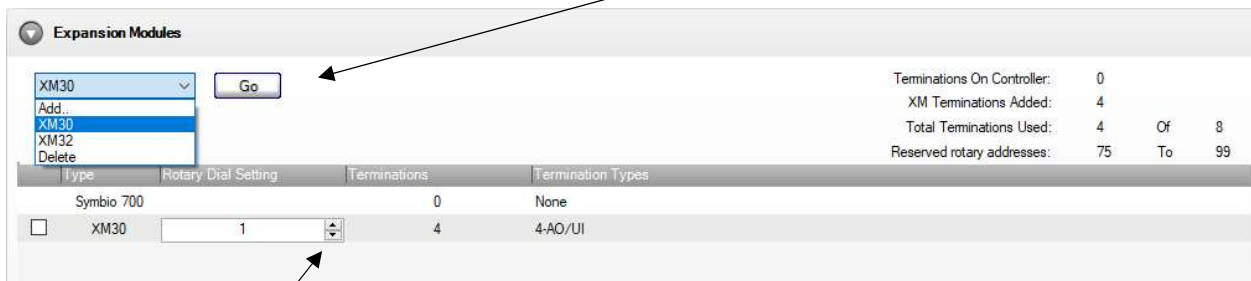 Expansion Modules
XM30 Go
Add..
XM30
XM32
Delete
Terminations On Controller: 0
XM Terminations Added: 4
Total Terminations Used: 4 Of 8
Reserved rotary addresses: 75 To 99
Type Rotary Dial Setting Terminations Termination Types
Symbio 700 0 None
XM30 1 4 4-AO/UI